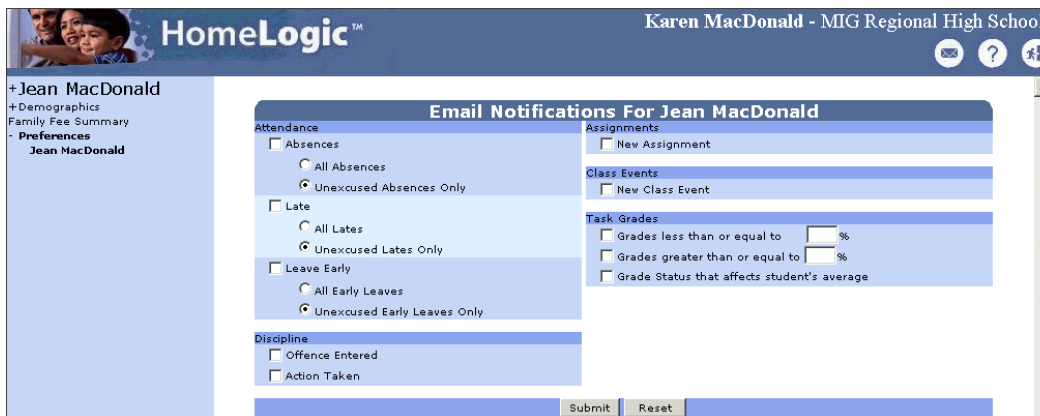 HomeLogic™
Karen MacDonald - MIG Regional High School
?
+Jean MacDonald
+Demographics
Family Fee Summary
- Preferences
Jean MacDonald
Email Notifications For Jean MacDonald
Attendance
Absences
All Absences
Unexcused Absences Only
Late
All Lates
Unexcused Lates Only
Leave Early
All Early Leaves
Unexcused Early Leaves Only
Discipline
Offence Entered
Action Taken
Assignments
New Assignment
Class Events
New Class Event
Task Grades
Grades less than or equal to %
Grades greater than or equal to %
Grade Status that affects student's average
Submit Reset